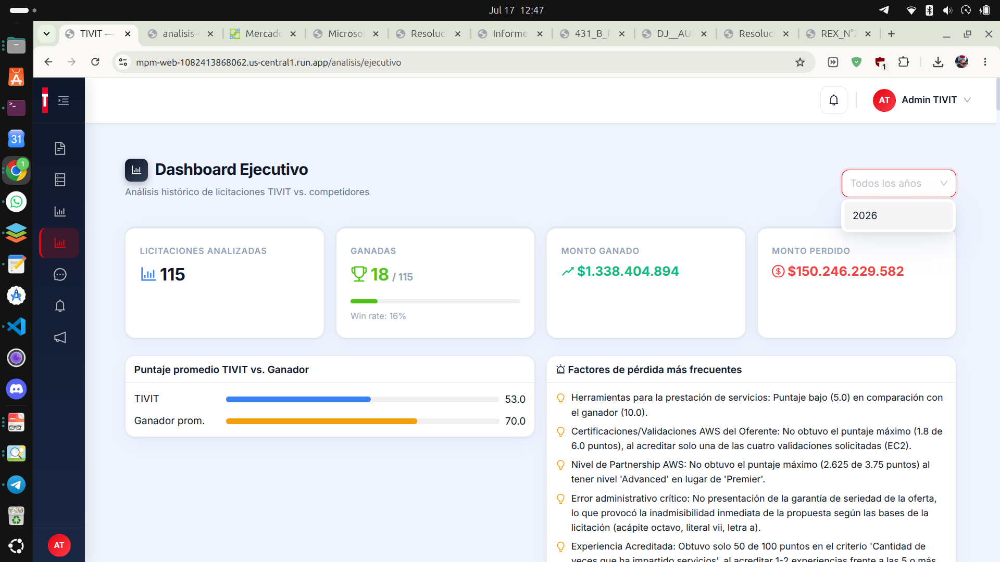 Jul 17 12:47
TIVIT —
analisis-
Mercado
Microsof
Resoluci
Informe
431_B_F
DJ__AUS
Resoluci
REX_N°2
mpm-web-1082413868062.us-central1.run.app/analisis/ejecutivo
1
T
AT Admin TIVIT
31
1
Dashboard Ejecutivo
Análisis histórico de licitaciones TIVIT vs. competidores
Todos los años
2026
LICITACIONES ANALIZADAS
115
GANADAS
18 / 115
Win rate: 16%
MONTO GANADO
$1.338.404.894
MONTO PERDIDO
$150.246.229.582
Puntaje promedio TIVIT vs. Ganador
TIVIT 53.0
Ganador prom. 70.0
Factores de pérdida más frecuentes
Herramientas para la prestación de servicios: Puntaje bajo (5.0) en comparación con
el ganador (10.0).
Certificaciones/Validaciones AWS del Oferente: No obtuvo el puntaje máximo (1.8 de
6.0 puntos), al acreditar solo una de las cuatro validaciones solicitadas (EC2).
Nivel de Partnership AWS: No obtuvo el puntaje máximo (2.625 de 3.75 puntos) al
tener nivel 'Advanced' en lugar de 'Premier'.
Error administrativo crítico: No presentación de la garantía de seriedad de la oferta,
lo que provocó la inadmisibilidad inmediata de la propuesta según las bases de la
licitación (acápite octavo, literal vii, letra a).
Experiencia Acreditada: Obtuvo solo 50 de 100 puntos en el criterio 'Cantidad de
veces que ha impartido servicios', al acreditar 1-2 experiencias frente a las 5 o más
AT